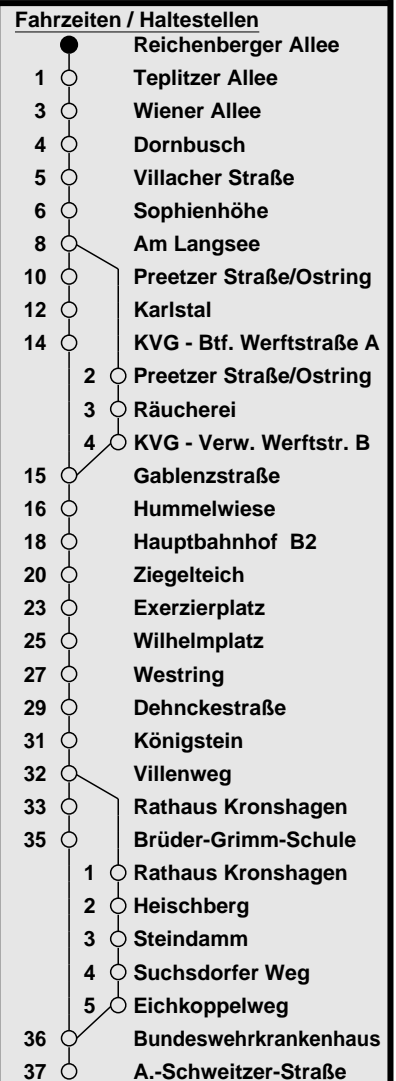 Fahrzeiten / Haltestellen
Reichenberger Allee
1 Teplitzer Allee
3 Wiener Allee
4 Dornbusch
5 Villacher Straße
6 Sophienhöhe
8 Am Langsee
10 Preetzer Straße/Ostring
12 Karlstal
14 KVG - Btf. Werftstraße A
2 Preetzer Straße/Ostring
3 Räucherei
4 KVG - Verw. Werftstr. B
15 Gablenzstraße
16 Hummelwiese
18 Hauptbahnhof B2
20 Ziegelteich
23 Exerzierplatz
25 Wilhelmplatz
27 Westring
29 Dehnckestraße
31 Königstein
32 Villenweg
33 Rathaus Kronshagen
35 Brüder-Grimm-Schule
1 Rathaus Kronshagen
2 Heischberg
3 Steindamm
4 Suchsdorfer Weg
5 Eichkoppelweg
36 Bundeswehrkrankenhaus
37 A.-Schweitzer-Straße